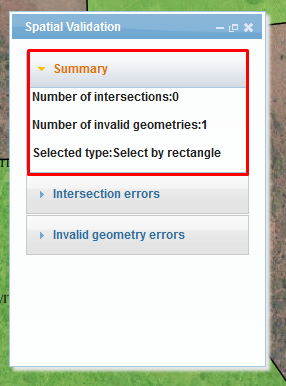 Spatial Validation
Summary
Number of intersections:0
Number of invalid geometries:1
Selected type:Select by rectangle
Intersection errors
Invalid geometry errors